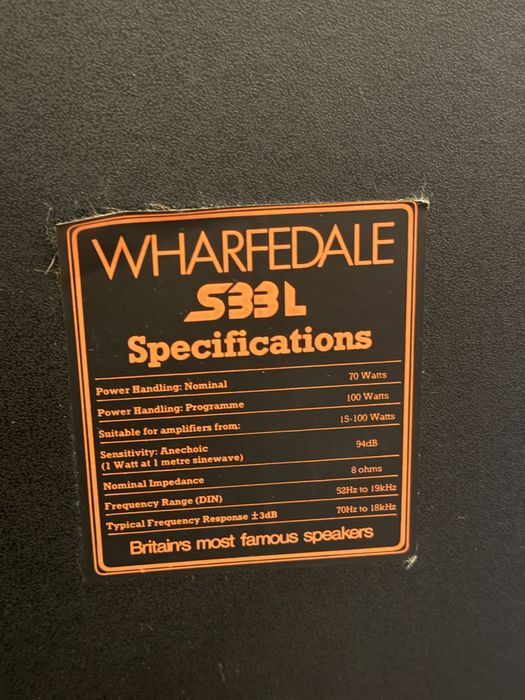 WHARFEDALE
S33L
Specifications
Power Handling: Nominal 70 Watts
Power Handling: Programme 100 Watts
Suitable for amplifiers from: 15-100 Watts
Sensitivity: Anechoic 94dB
(1 Watt at 1 metre sinewave)
Nominal Impedance 8 ohms
Frequency Range (DIN) 52Hz to 19kHz
Typical Frequency Response ±3dB 70Hz to 18kHz
Britain's most famous speakers